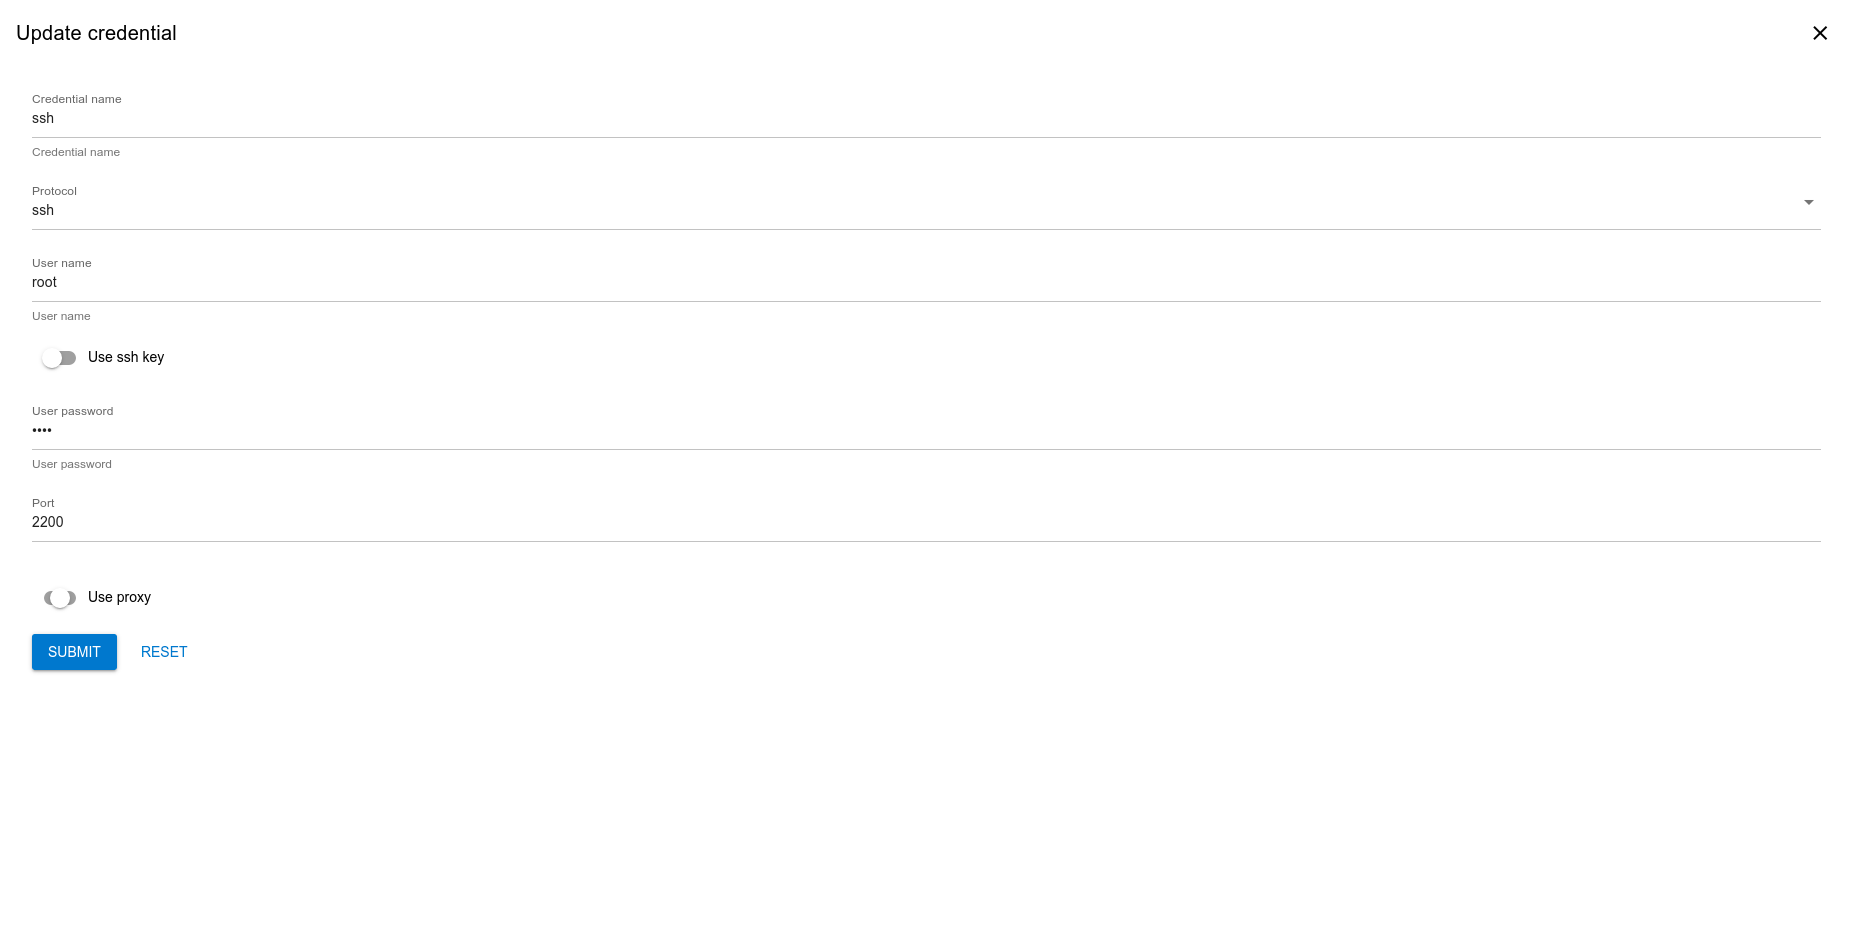 Update credential
Credential name
ssh
Credential name
Protocol
ssh
User name
root
User name
Use ssh key
User password
••••
User password
Port
2200
Use proxy
SUBMIT RESET